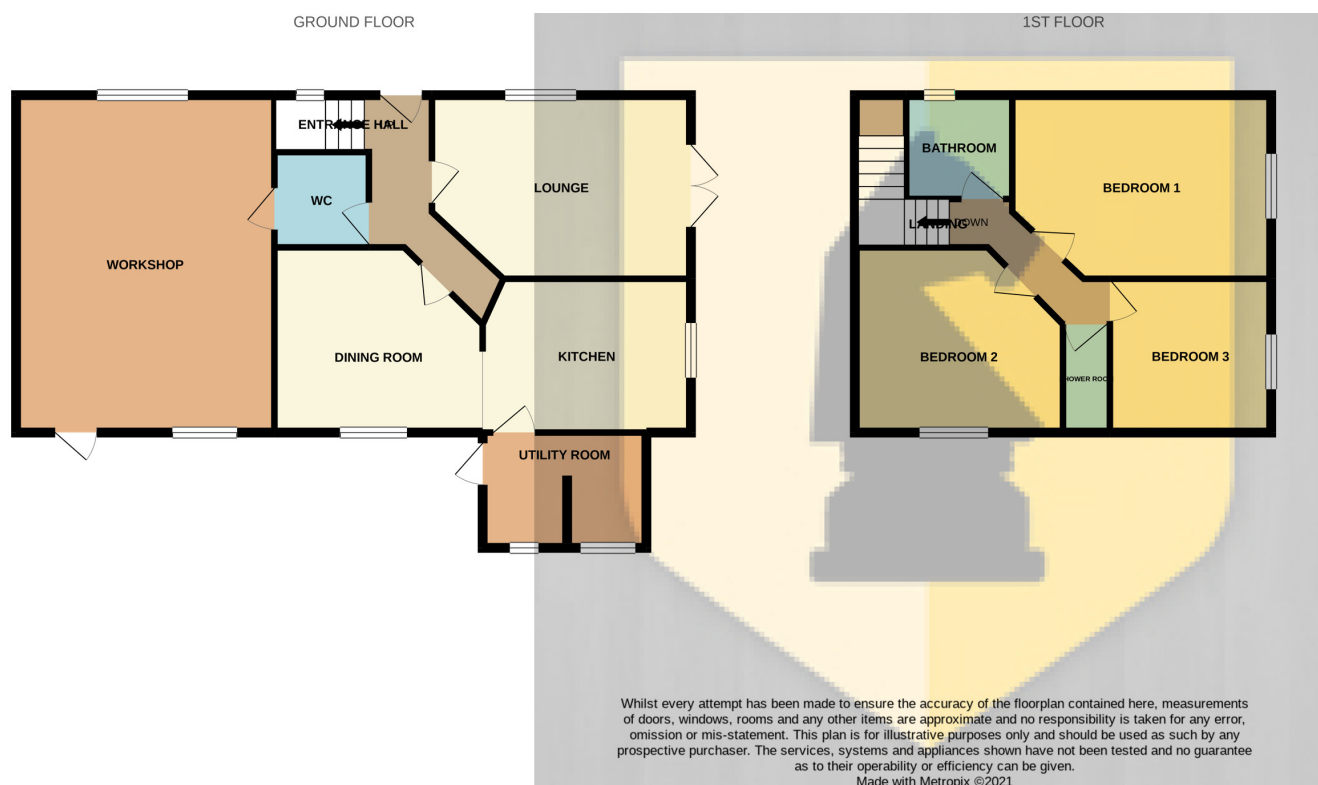 GROUND FLOOR
1ST FLOOR
ENTRANCE HALL
UP
WC
LOUNGE
WORKSHOP
DINING ROOM
KITCHEN
UTILITY ROOM
BATHROOM
BEDROOM 1
DOWN
LANDING
BEDROOM 2
BEDROOM 3
SHOWER ROOM
Whilst every attempt has been made to ensure the accuracy of the floorplan contained here, measurements
of doors, windows, rooms and any other items are approximate and no responsibility is taken for any error,
omission or mis-statement. This plan is for illustrative purposes only and should be used as such by any
prospective purchaser. The services, systems and appliances shown have not been tested and no guarantee
as to their operability or efficiency can be given.
Made with Metropix ©2021